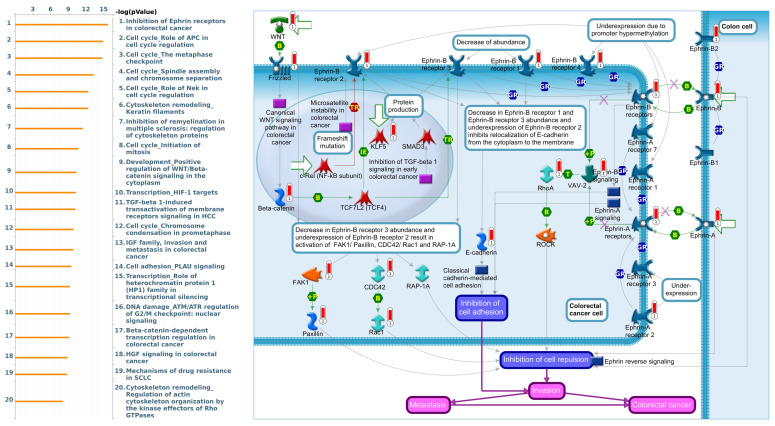 -log(pValue)
3 6 9 12 15 18
1 1. Inhibition of Ephrin receptors
in colorectal cancer
2 2. Cell cycle_Role of APC in
cell cycle regulation
3 3. Cell cycle_The metaphase
checkpoint
4 4. Cell cycle_Spindle assembly and
chromosome separation
5 5. Cell cycle_Role of Nek in
cell cycle regulation
6 6. Cytoskeleton remodeling_
Keratin filaments
7 7. Inhibition of remyelination in
multiple sclerosis: regulation
of cytoskeleton proteins
8 8. Cell cycle_Initiation of
mitosis
9 9. Development_Positive
regulation of WNT/Beta-
catenin signaling in the
cytoplasm
10 10. Transcription_HIF-1 targets
11 11. TGF-beta 1-induced
transactivation of membrane
receptors signaling in HCC
12 12. Cell cycle_Chromosome
condensation in prometaphase
13 13. IGF family, invasion and
metastasis in colorectal
cancer
14 14. Cell adhesion_PLAU signaling
15 15. Transcription_Role of
heterochromatin protein 1
(HP1) family in
transcriptional silencing
16 16. DNA damage_ATM/ATR regulation
of G2/M checkpoint: nuclear
signaling
17 17. Beta-catenin-dependent
transcription regulation in
colorectal cancer
18 18. HGF signaling in colorectal
cancer
19 19. Mechanisms of drug resistance
in SCLC
20 20. Cytoskeleton remodeling_
Regulation of actin
cytoskeleton organization by
the kinase effectors of Rho
GTPases
WNT
B
Frizzled
Canonical
WNT signaling
pathway in
colorectal cancer
Ephrin-B
receptor 2
Microsatellite
instability in
colorectal cancer
TR
Frameshift
mutation
c-Rel (NF-kB subunit)
Beta-catenin
B
TCF7L2 (TCF4)
IE
KLF5
Protein
production
SMAD3
TR
Inhibition of TGF-beta 1
signaling in early
colorectal cancer
Decrease of abundance
Ephrin-B
receptor 3
Ephrin-B
receptor 1
Ephrin-B
receptor 4
Underexpression due to
promoter hypermethylation
GR
Decrease in Ephrin-B receptor 1 and
Ephrin-B receptor 3 abundance and
underexpression of Ephrin-B receptor 2
inhibits relocalization of E-cadherin
from the cytoplasm to the membrane
Colon cell
Ephrin-B2
GR
Ephrin-B
receptors
B
Ephrin-B
Ephrin-A
receptor 7
GR
Ephrin-B1
Ephrin-A
receptor 1
GR
+P
RhoA
T
VAV-2
Ephrin-B
signaling
Ephrin-A
signaling
B
ROCK
+P
Ephrin-A
receptors
B
Ephrin-A
GR
Ephrin-A
receptor 3
Under-
expression
Ephrin-A
receptor 2
Colorectal
cancer cell
Decrease in Ephrin-B receptor 3 abundance and
underexpression of Ephrin-B receptor 2 result in
activation of FAK1/ Paxillin, CDC42/ Rac1 and RAP-1A
E-cadherin
Classical
cadherin-mediated
cell adhesion
FAK1
+P
Paxillin
CDC42
B
Rac1
RAP-1A
Inhibition of
cell adhesion
Inhibition of cell repulsion
Ephrin reverse signaling
Invasion
Metastasis
Colorectal cancer